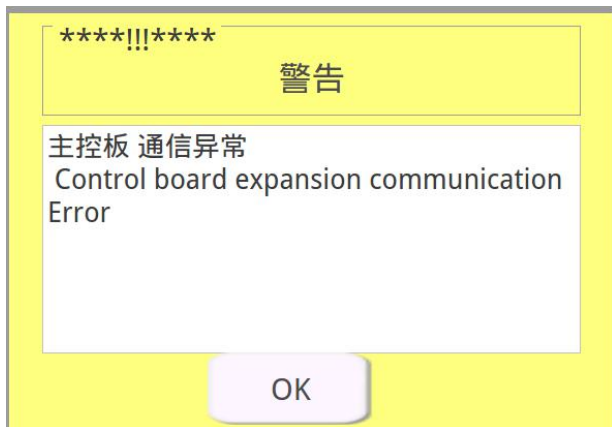 ****!!!****
警告
主控板 通信异常
Control board expansion communication
Error
OK